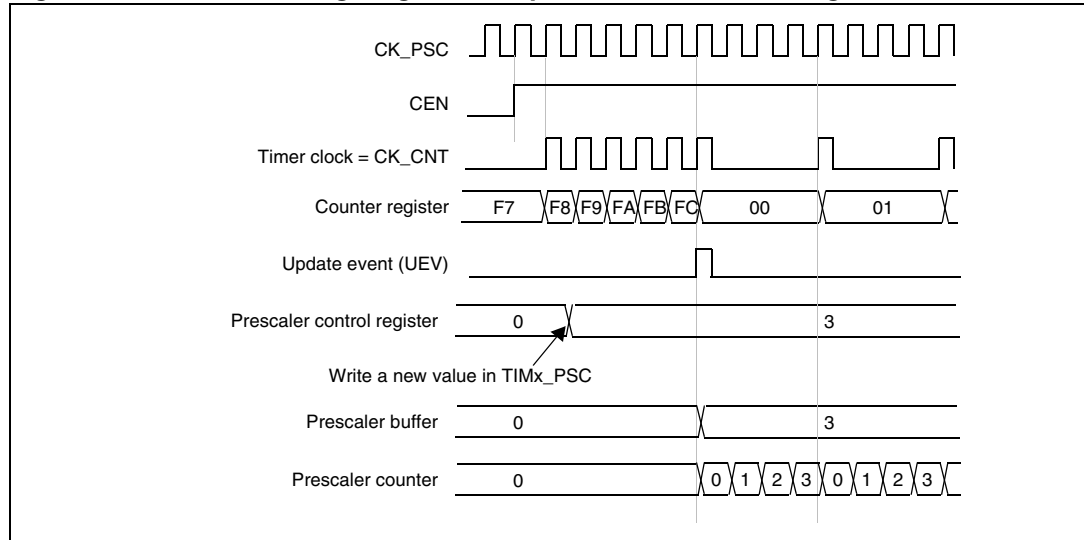 CK_PSC
CEN
Timer clock = CK_CNT
Counter register F7 F8 F9 FA FB FC 00 01
Update event (UEV)
Prescaler control register 0 3
Write a new value in TIMx_PSC
Prescaler buffer 0 3
Prescaler counter 0 0 1 2 3 0 1 2 3